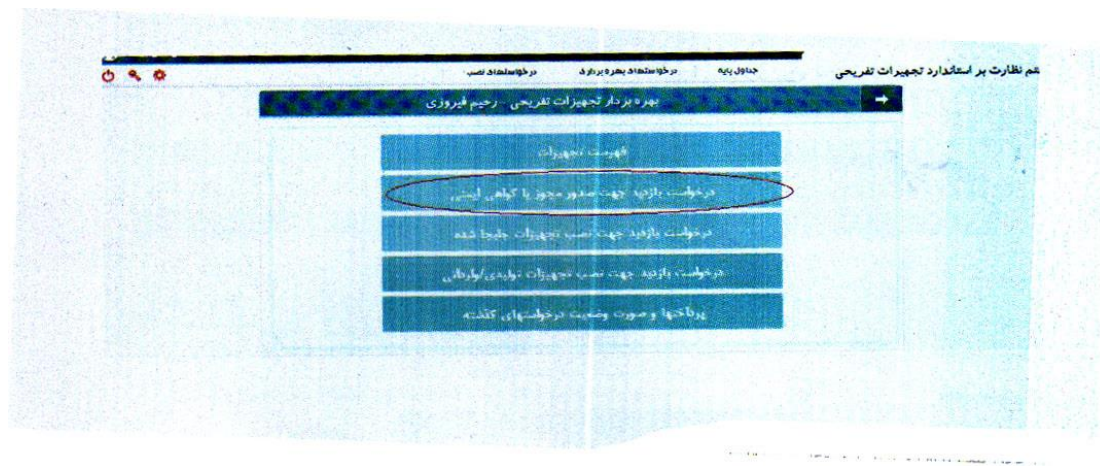 نظارت بر استاندارد تجهیزات تفریحی
جداول پایه درخواستهای بهره برداری درخواستهای نصب
بهره بردار تجهیزات تفریحی - رحیم فیروزی
فهرست تجهیزات
درخواست بازدید جهت صدور مجوز یا گواهی ایمنی
درخواست بازدید جهت نصب تجهیزات جابجا شده
درخواست بازدید جهت نصب تجهیزات تولیدی/وارداتی
پرداختها و صورت وضعیت درخواستهای گذشته